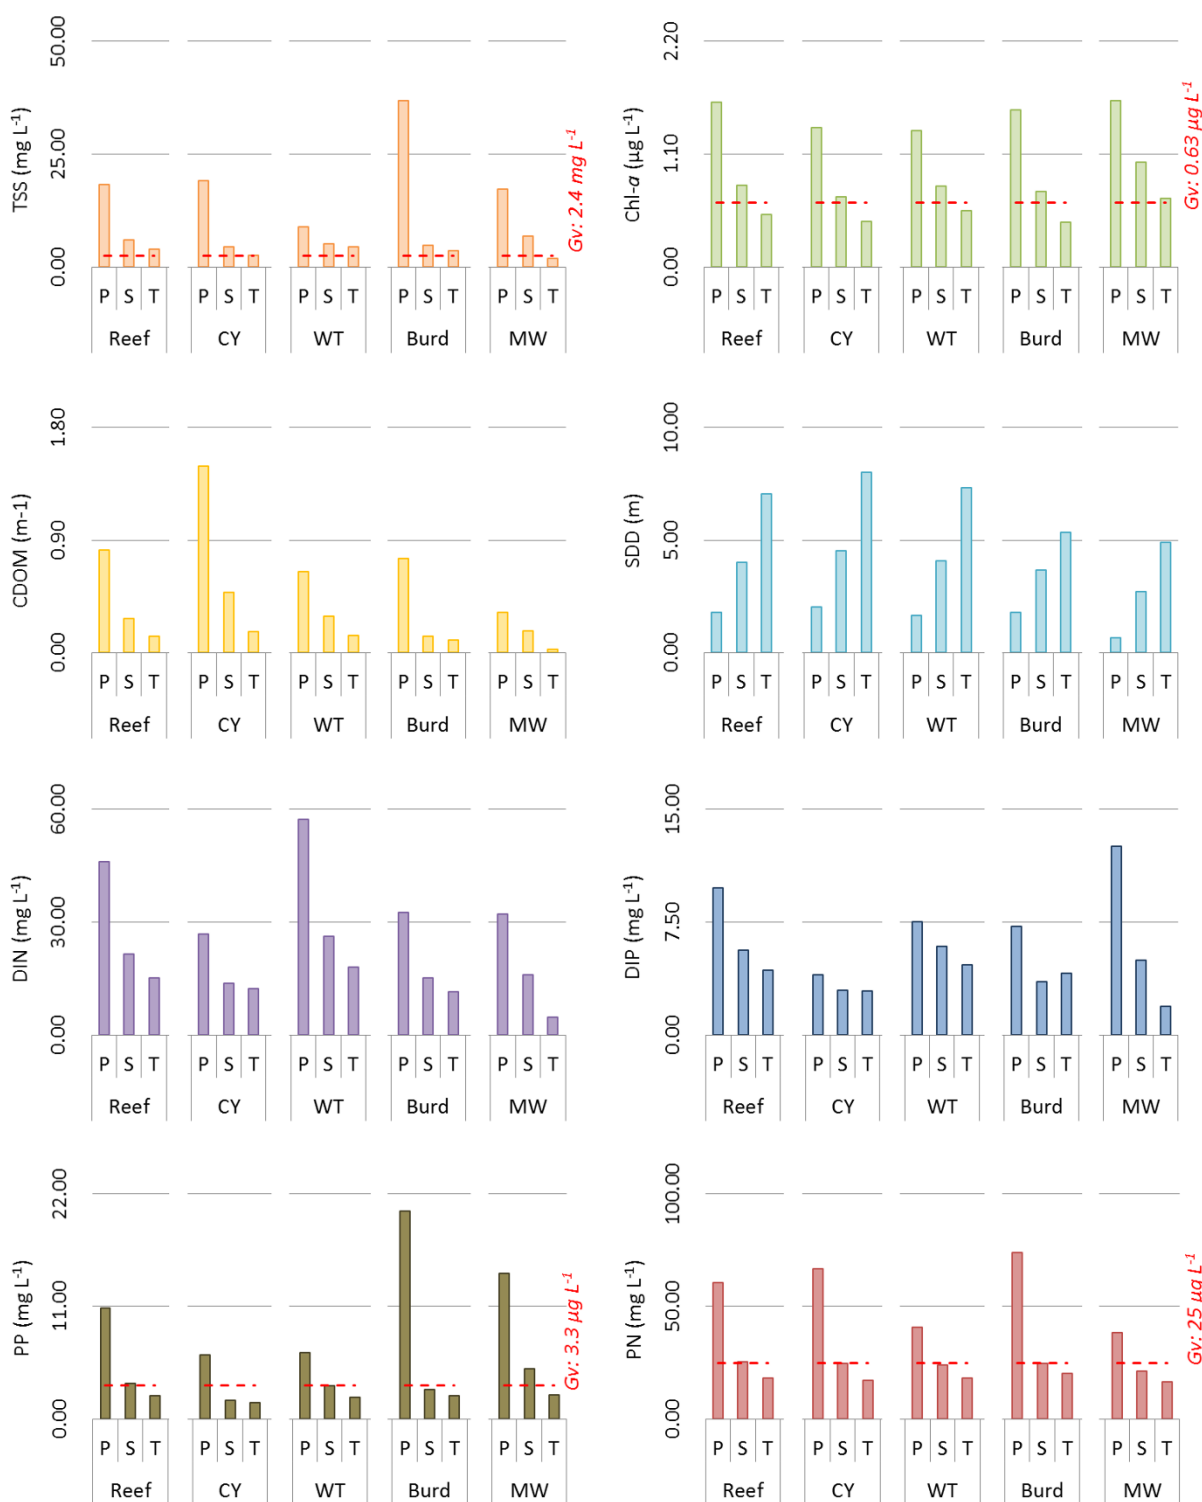 TSS (mg L-1)
50.00
25.00
0.00
Gv: 2.4 mg L-1
P S T P S T P S T P S T P S T
Reef CY WT Burd MW
Chl-a (µg L-1)
2.20
1.10
0.00
Gv: 0.63 µg L-1
P S T P S T P S T P S T P S T
Reef CY WT Burd MW
CDOM (m-1)
1.80
0.90
0.00
P S T P S T P S T P S T P S T
Reef CY WT Burd MW
SDD (m)
10.00
5.00
0.00
P S T P S T P S T P S T P S T
Reef CY WT Burd MW
DIN (mg L-1)
60.00
30.00
0.00
P S T P S T P S T P S T P S T
Reef CY WT Burd MW
DIP (mg L-1)
15.00
7.50
0.00
P S T P S T P S T P S T P S T
Reef CY WT Burd MW
PP (mg L-1)
22.00
11.00
0.00
Gv: 3.3 µg L-1
P S T P S T P S T P S T P S T
Reef CY WT Burd MW
PN (mg L-1)
100.00
50.00
0.00
Gv: 25 µg L-1
P S T P S T P S T P S T P S T
Reef CY WT Burd MW